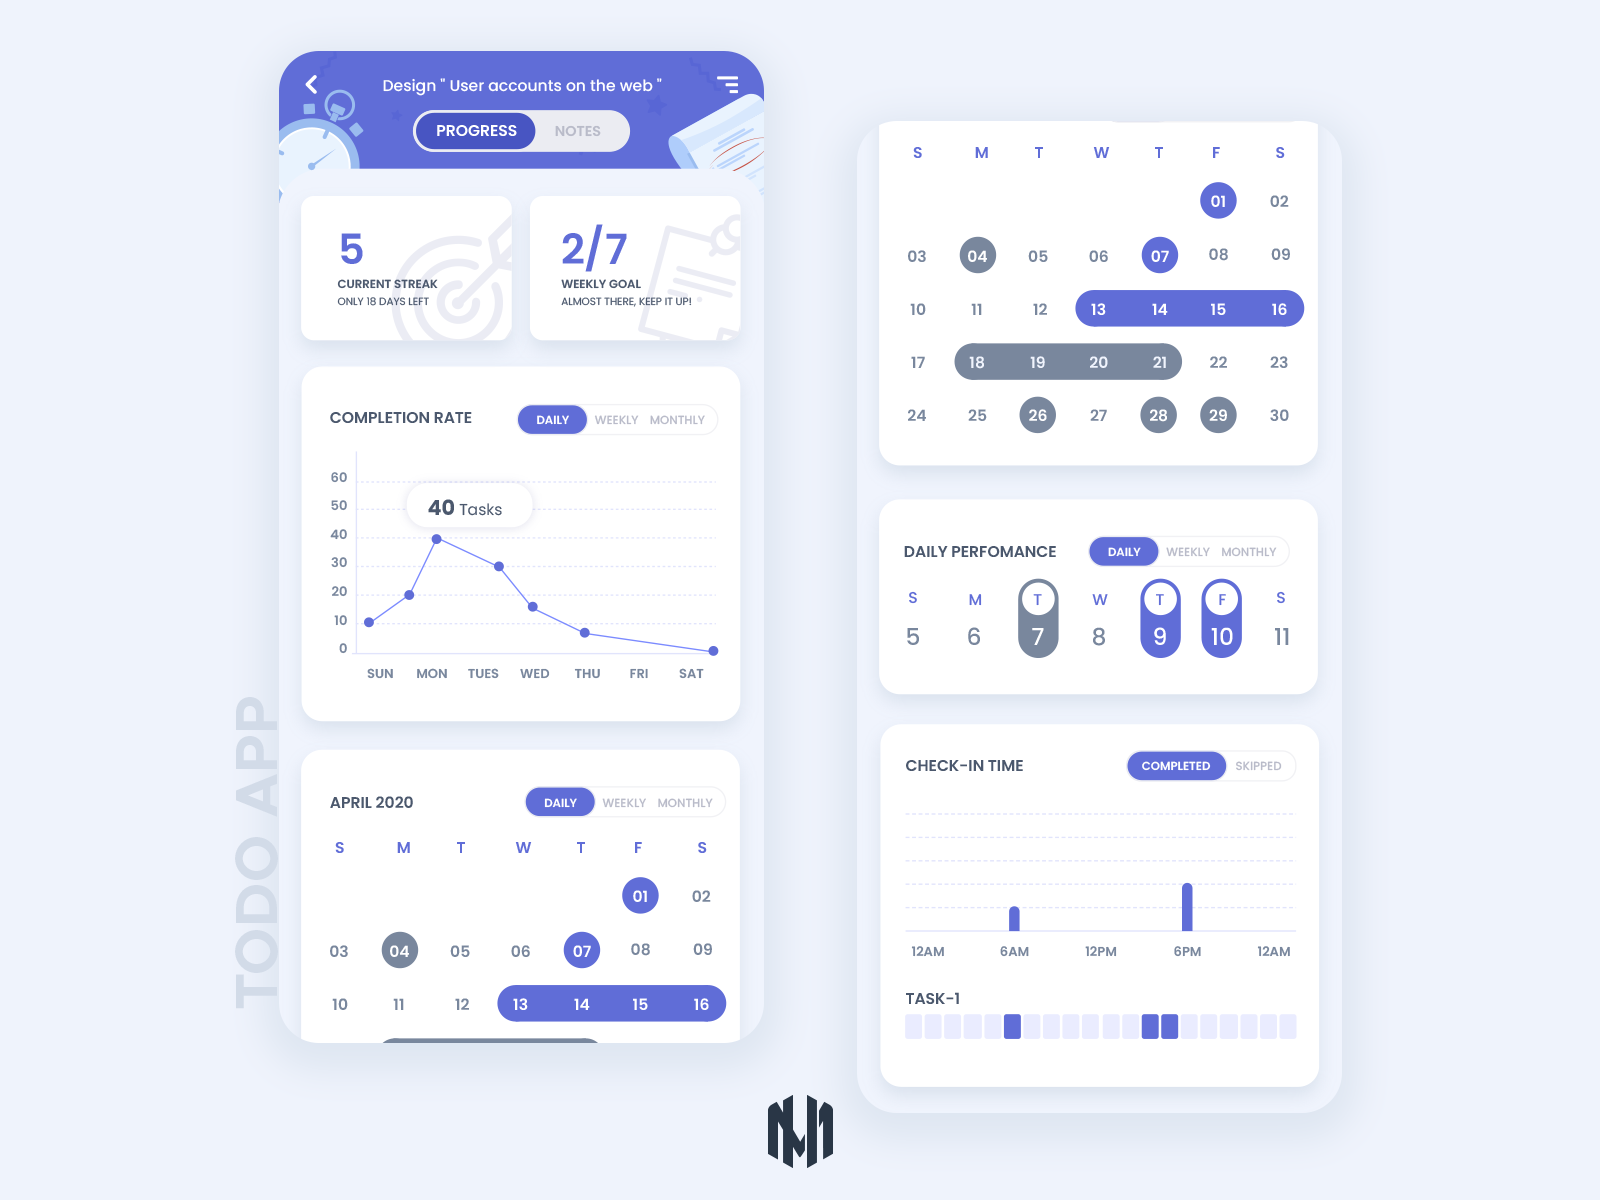 Design " User accounts on the web "
PROGRESS NOTES
5
CURRENT STREAK
ONLY 18 DAYS LEFT
2/7
WEEKLY GOAL
ALMOST THERE, KEEP IT UP!
COMPLETION RATE
DAILY WEEKLY MONTHLY
60
50
40
30
20
10
0
40 Tasks
SUN MON TUES WED THU FRI SAT
APRIL 2020
DAILY WEEKLY MONTHLY
S M T W T F S
01 02
03 04 05 06 07 08 09
10 11 12 13 14 15 16
TODO APP
S M T W T F S
01 02
03 04 05 06 07 08 09
10 11 12 13 14 15 16
17 18 19 20 21 22 23
24 25 26 27 28 29 30
DAILY PERFOMANCE
DAILY WEEKLY MONTHLY
S M T W T F S
5 6 7 8 9 10 11
CHECK-IN TIME
COMPLETED SKIPPED
12AM 6AM 12PM 6PM 12AM
TASK-1